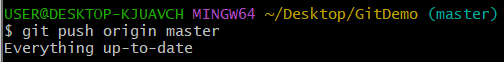 USER@DESKTOP-KJUAVCH MINGW64 ~/Desktop/GitDemo (master)
$ git push origin master
Everything up-to-date